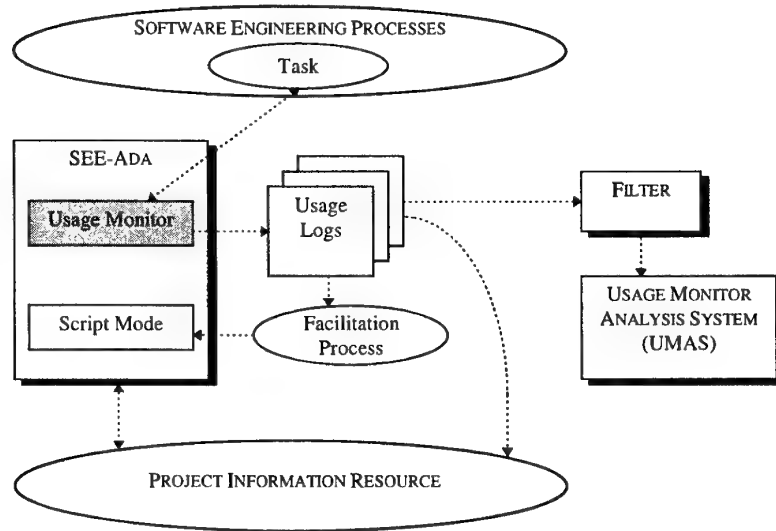 SOFTWARE ENGINEERING PROCESSES
Task
SEE-ADA
Usage Monitor
Usage
Logs
FILTER
Script Mode
Facilitation
Process
USAGE MONITOR
ANALYSIS SYSTEM
(UMAS)
PROJECT INFORMATION RESOURCE